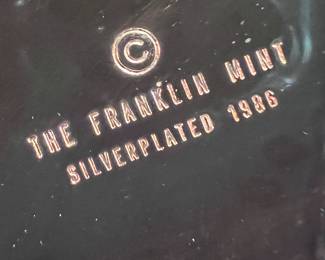 ©
THE FRANKLIN MINT
SILVERPLATED 1986